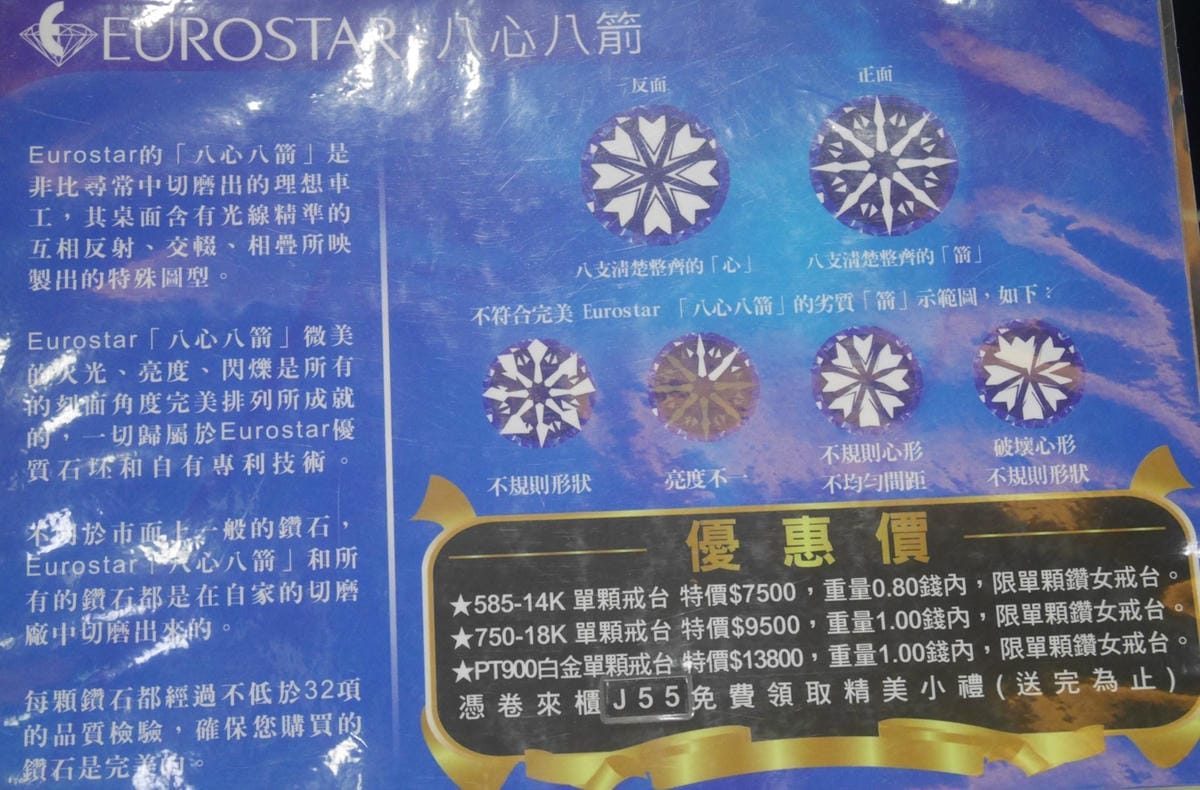 EUROSTAR 八心八箭
Eurostar的「八心八箭」是
非比尋常中切磨出的理想車
工，其桌面含有光線精準的
互相反射、交輟、相疊所映
製出的特殊圖型。
Eurostar「八心八箭」微美
的火光、亮度、閃爍是所有
的刻面角度完美排列所成就
的，一切歸屬於Eurostar優
質石坯和自有專利技術。
不同於市面上一般的鑽石，
Eurostar「八心八箭」和所
有的鑽石都是在自家的切磨
廠中切磨出來的。
每顆鑽石都經過不低於32項
的品質檢驗，確保您購買的
鑽石是完美的。
反面
正面
八支清楚整齊的「心」
八支清楚整齊的「箭」
不符合完美 Eurostar 「八心八箭」的劣質「箭」示範圖，如下：
不規則形狀
亮度不一
不規則心形
不均勻間距
破壞心形
不規則形狀
優惠價
★585-14K 單顆戒台 特價$7500，重量0.80錢內，限單顆鑽女戒台。
★750-18K 單顆戒台 特價$9500，重量1.00錢內，限單顆鑽女戒台。
★PT900白金單顆戒台 特價$13800，重量1.00錢內，限單顆鑽女戒台。
憑卷來櫃J55免費領取精美小禮(送完為止)